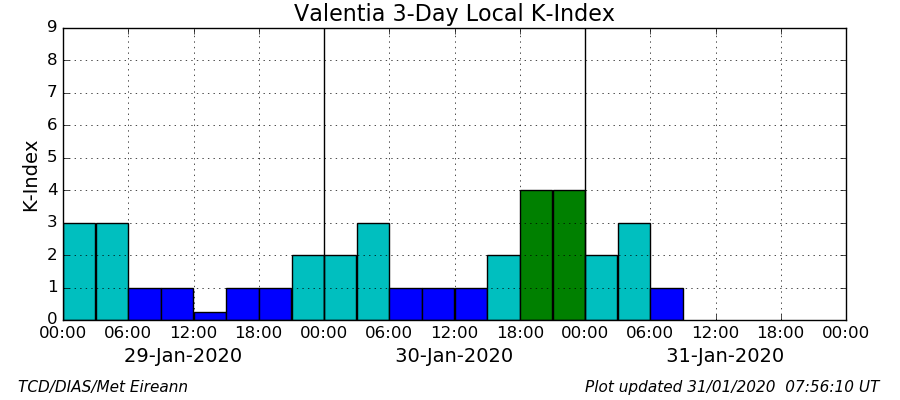 Valentia 3-Day Local K-Index
K-Index
9
8
7
6
5
4
3
2
1
0
00:00 06:00 12:00 18:00 00:00 06:00 12:00 18:00 00:00 06:00 12:00 18:00 00:00
29-Jan-2020 30-Jan-2020 31-Jan-2020
TCD/DIAS/Met Eireann Plot updated 31/01/2020 07:56:10 UT